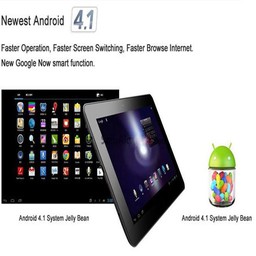 Newest Android 4.1
Faster Operation, Faster Screen Switching, Faster Browse Internet.
New Google Now smart function.
Android 4.1 System Jelly Bean
Android 4.1 System Jelly Bean